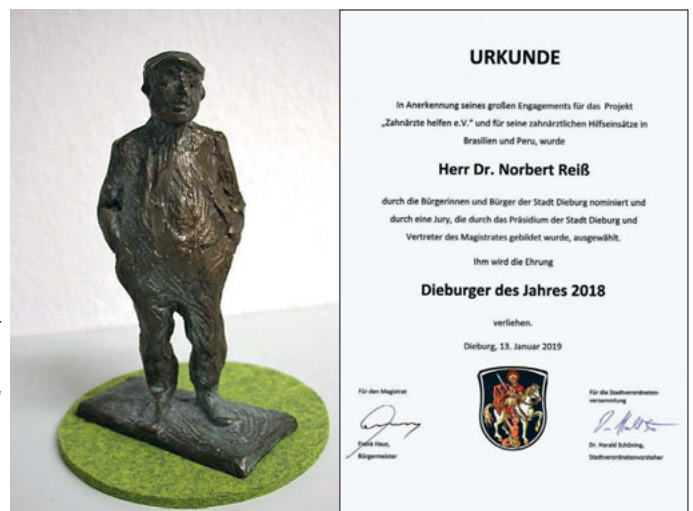 URKUNDE
In Anerkennung seines großen Engagements für das Projekt
„Zahnärzte helfen e.V.“ und für seine zahnärztlichen Hilfseinsätze in
Brasilien und Peru, wurde
Herr Dr. Norbert Reiß
durch die Bürgerinnen und Bürger der Stadt Dieburg nominiert und
durch eine Jury, die durch das Präsidium der Stadt Dieburg und
Vertreter des Magistrates gebildet wurde, ausgewählt.
Ihm wird die Ehrung
Dieburger des Jahres 2018
verliehen.
Dieburg, 13. Januar 2019
Für den Magistrat
Frank Haus,
Bürgermeister
Für die Stadtverordneten-
versammlung
Dr. Harald Schöning,
Stadtverordnetenvorsteher